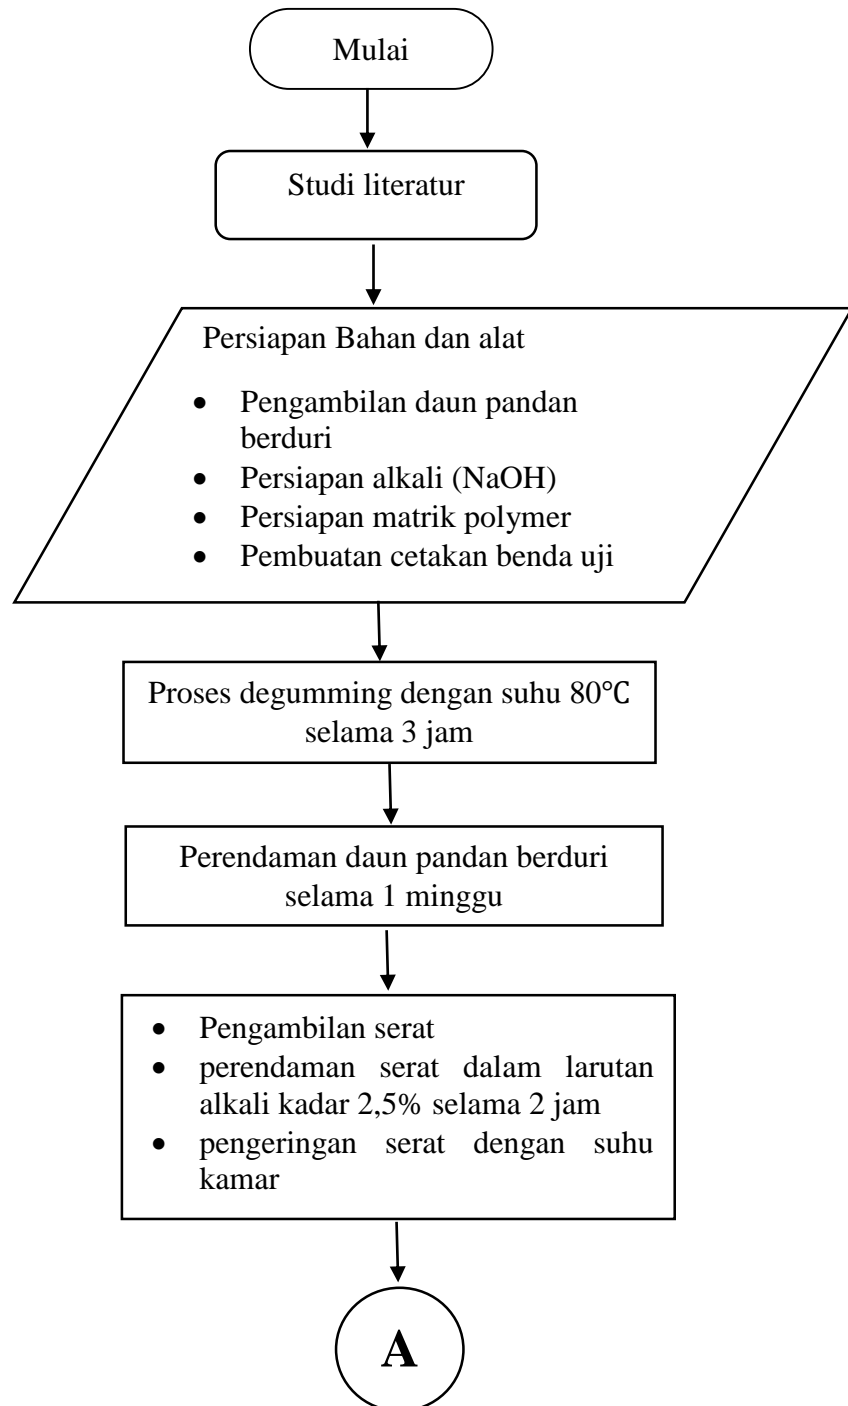 Mulai
Studi literatur
Persiapan Bahan dan alat
• Pengambilan daun pandan
berduri
• Persiapan alkali (NaOH)
• Persiapan matrik polymer
• Pembuatan cetakan benda uji
Proses degumming dengan suhu 80℃
selama 3 jam
Perendaman daun pandan berduri
selama 1 minggu
• Pengambilan serat
• perendaman serat dalam larutan
alkali kadar 2,5% selama 2 jam
• pengeringan serat dengan suhu
kamar
A